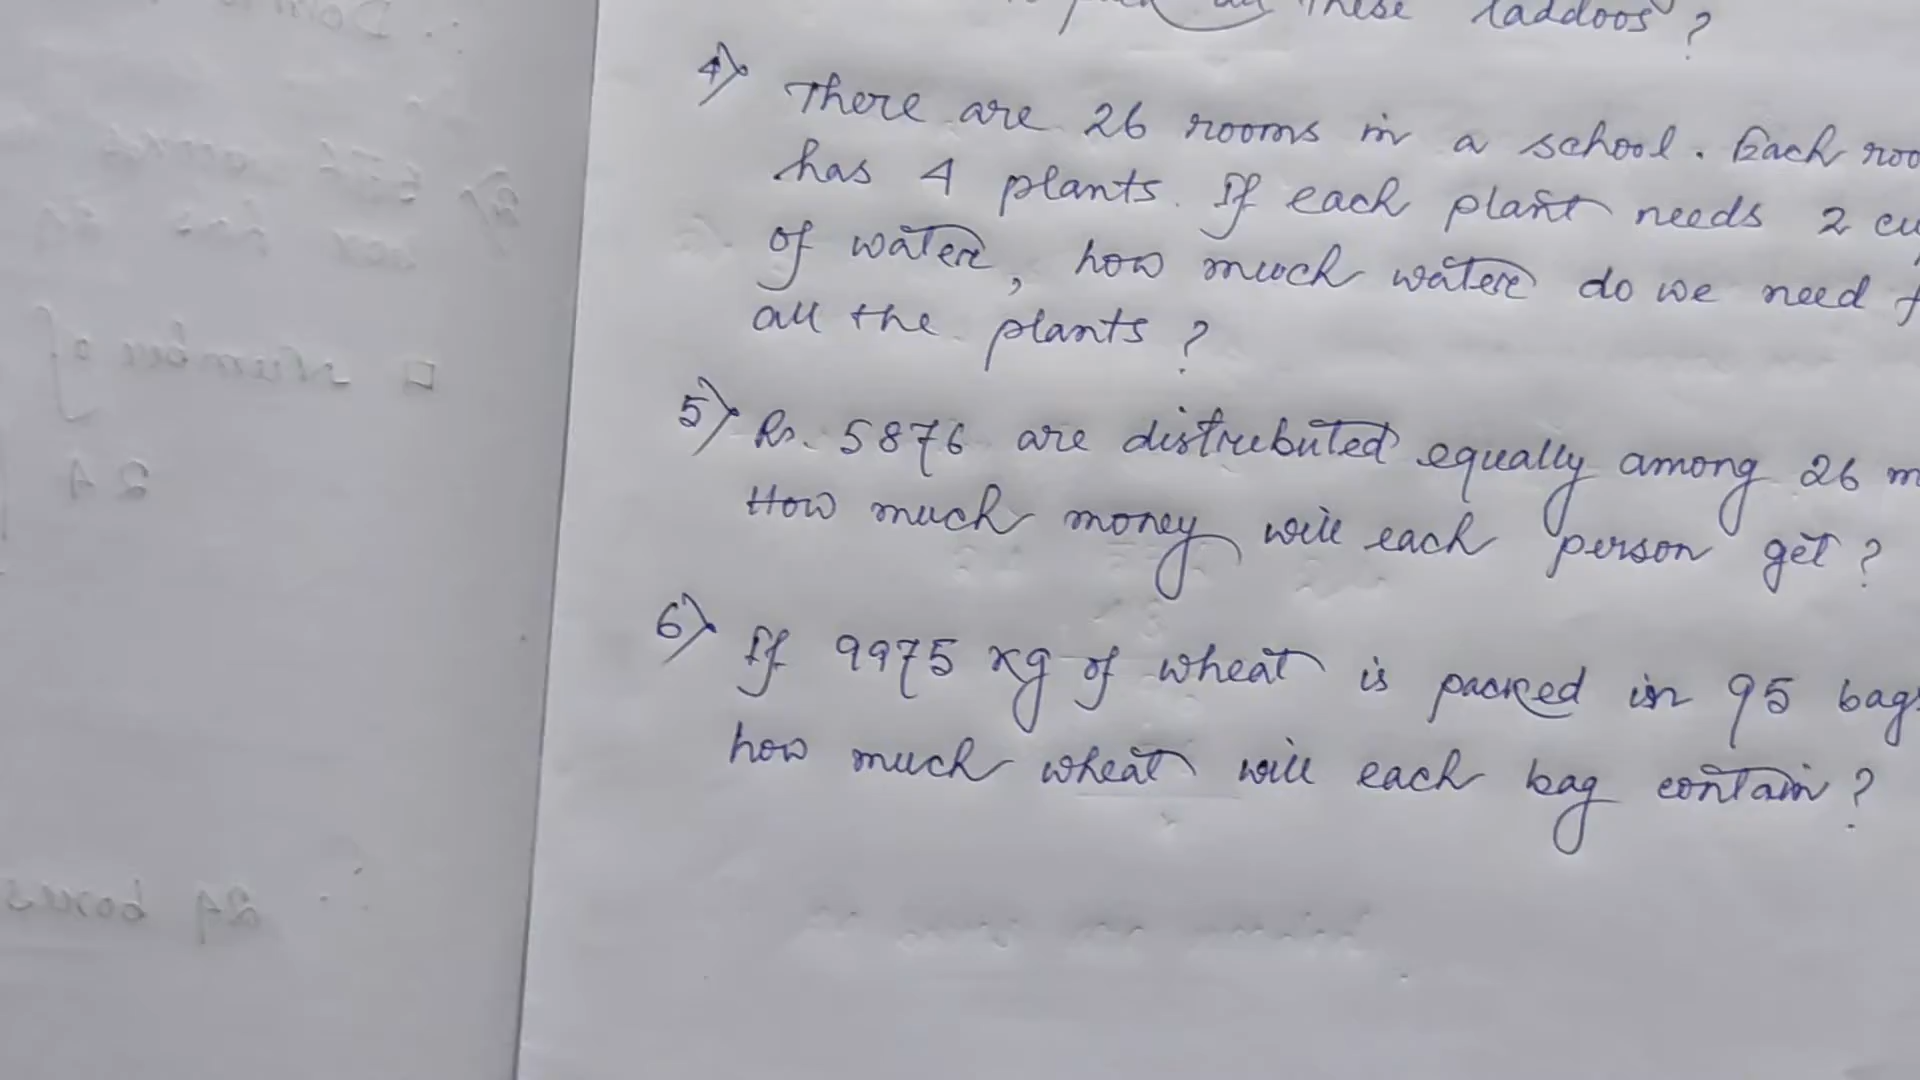 these laddoos ?
4) There are 26 rooms in a school. Each
has 4 plants. If each plant needs 2
of water, how much water do we need
all the plants ?
5) Rs. 5876 are distributed equally among 26
How much money will each person get ?
6) If 9975 kg of wheat is packed in 95 bags
how much wheat will each bag contain ?